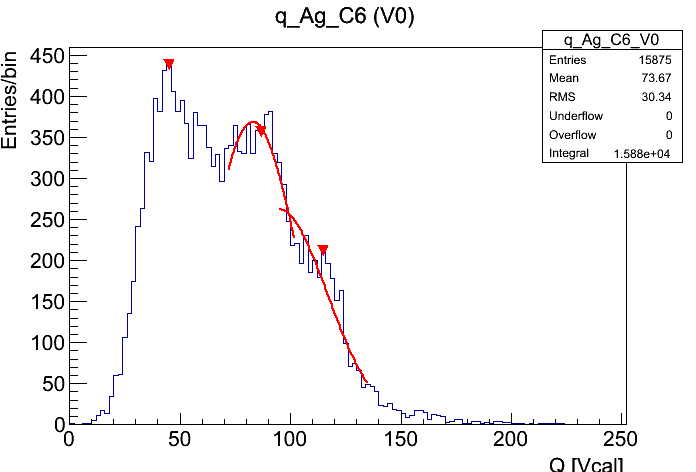 q_Ag_C6 (V0)
Entries/bin
q_Ag_C6_V0
Entries 15875
Mean 73.67
RMS 30.34
Underflow 0
Overflow 0
Integral 1.588e+04
450
400
350
300
250
200
150
100
50
0
0 50 100 150 200 250
Q [Vcal]